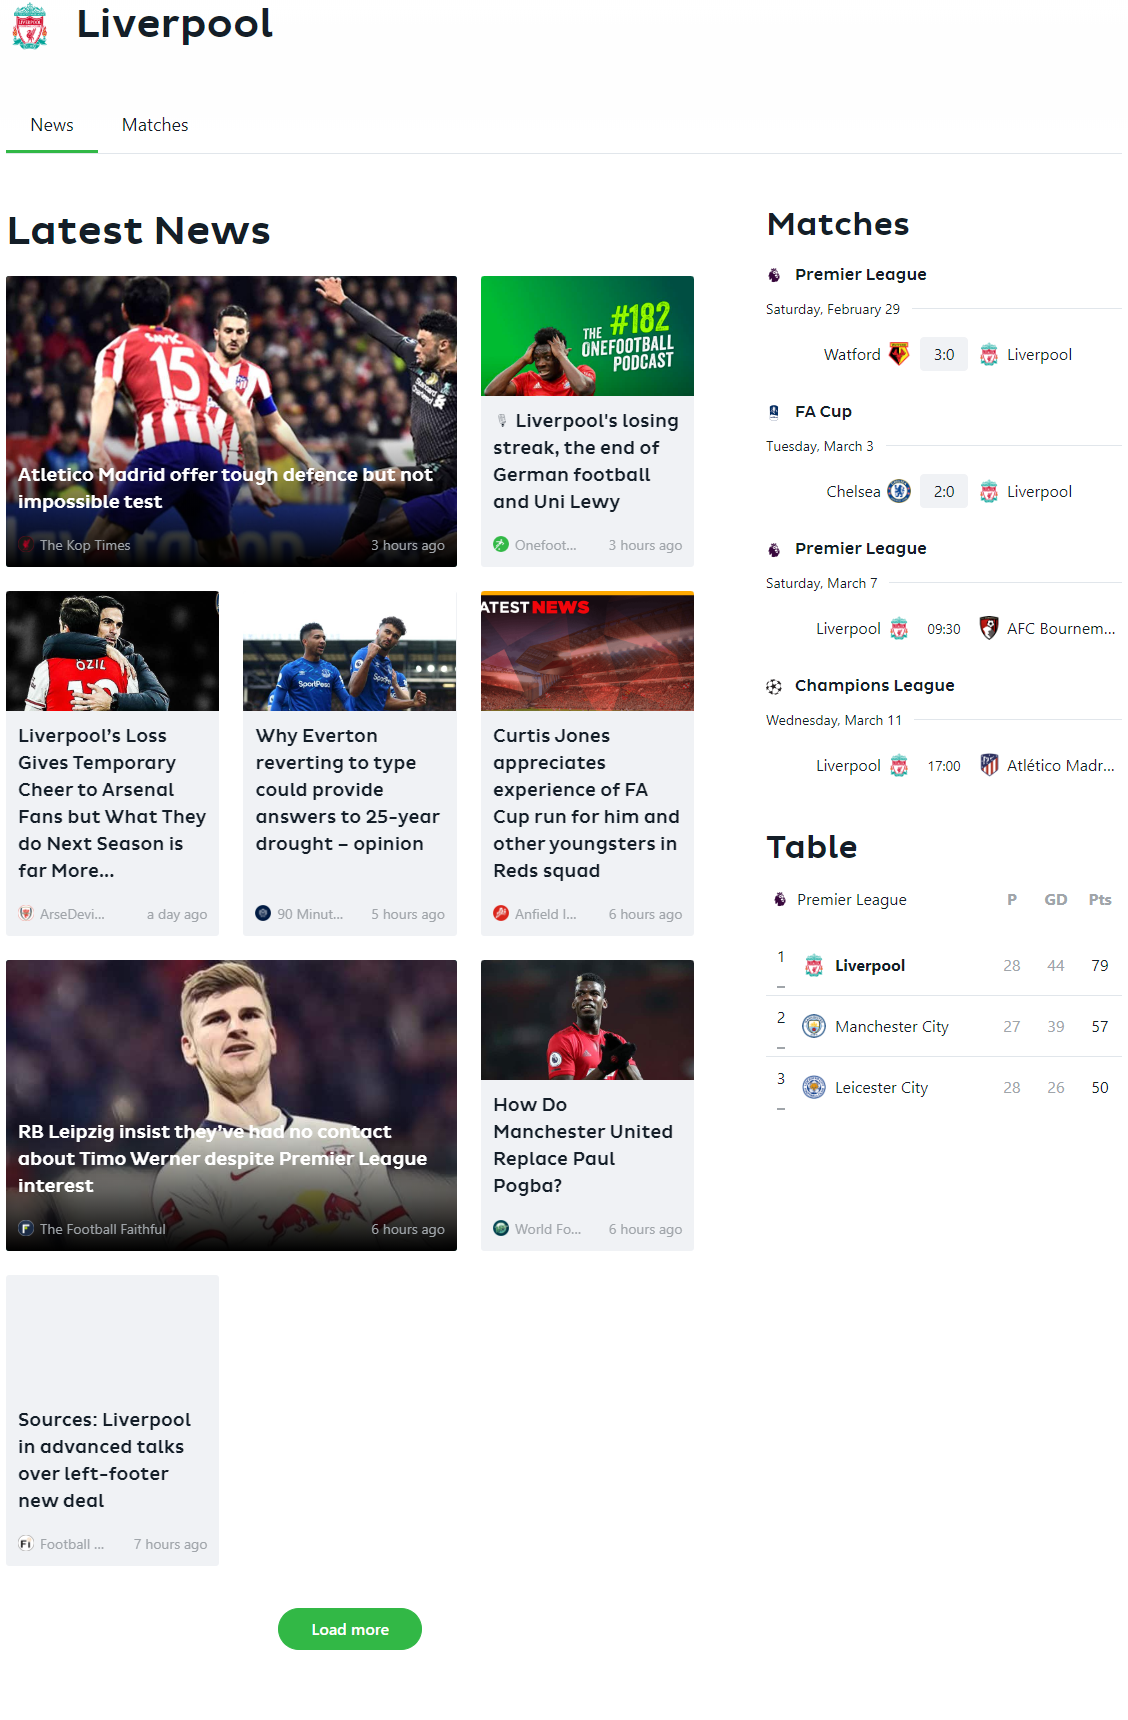 Liverpool
News
Matches
Latest News
SAVIC
15
Atletico Madrid offer tough defence but not
impossible test
The Kop Times
3 hours ago
#182
THE
ONEFOOTBALL
PODCAST
Liverpool's losing
streak, the end of
German football
and Uni Lewy
Onefoot...
3 hours ago
ÖZIL
Liverpool’s Loss
Gives Temporary
Cheer to Arsenal
Fans but What They
do Next Season is
far More...
ArseDevi...
a day ago
SportPesa
Why Everton
reverting to type
could provide
answers to 25-year
drought – opinion
90 Minut...
5 hours ago
ATEST NEWS
Curtis Jones
appreciates
experience of FA
Cup run for him and
other youngsters in
Reds squad
Anfield I...
6 hours ago
RB Leipzig insist they’ve had no contact
about Timo Werner despite Premier League
interest
The Football Faithful
6 hours ago
How Do
Manchester United
Replace Paul
Pogba?
World Fo...
6 hours ago
Sources: Liverpool
in advanced talks
over left-footer
new deal
Football ...
7 hours ago
Load more
Matches
Premier League
Saturday, February 29
Watford 3:0 Liverpool
FA Cup
Tuesday, March 3
Chelsea 2:0 Liverpool
Premier League
Saturday, March 7
Liverpool 09:30 AFC Bournem...
Champions League
Wednesday, March 11
Liverpool 17:00 Atlético Madr...
Table
Premier League P GD Pts
1 Liverpool 28 44 79
2 Manchester City 27 39 57
3 Leicester City 28 26 50